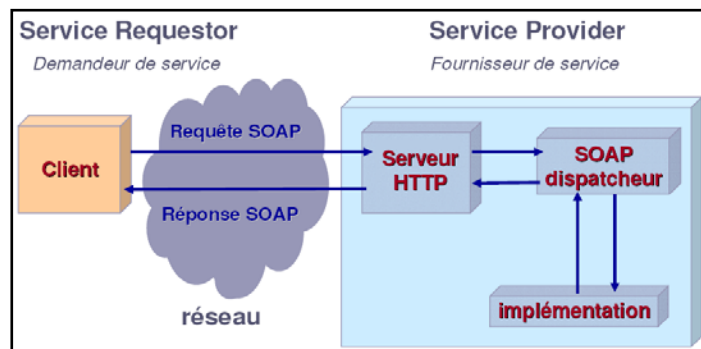 Service Requestor
Demandeur de service
Service Provider
Fournisseur de service
Client
Requête SOAP
Réponse SOAP
réseau
Serveur
HTTP
SOAP
dispatcheur
implémentation